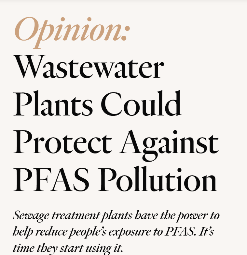 Opinion:
Wastewater
Plants Could
Protect Against
PFAS Pollution
Sewage treatment plants have the power to
help reduce people's exposure to PFAS. It's
time they start using it.